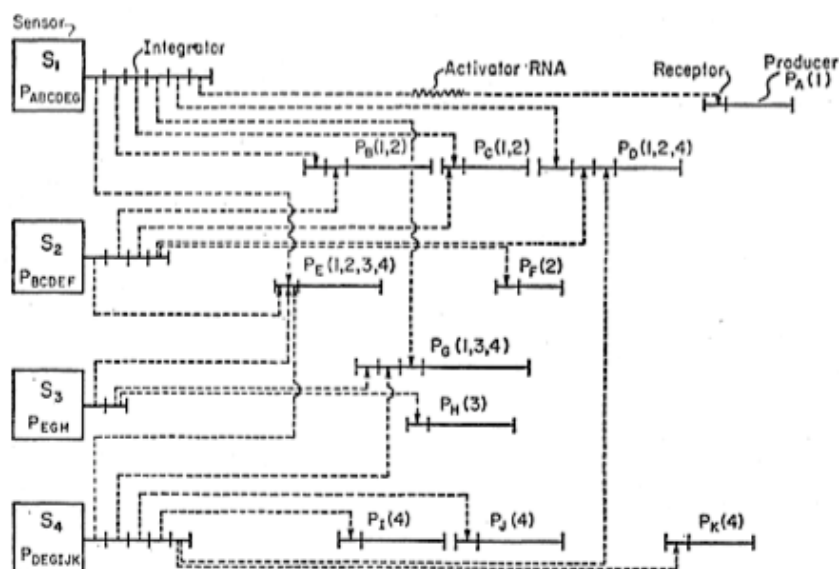 Sensor
S1
PABCDEG
Integrator
Activator RNA
Receptor
Producer
PA(1)
PB(1,2)
PC(1,2)
PD(1,2,4)
S2
PBCDEF
PE(1,2,3,4)
PF(2)
PG(1,3,4)
S3
PEGH
PH(3)
S4
PDEGIJK
PI(4)
PJ(4)
PK(4)